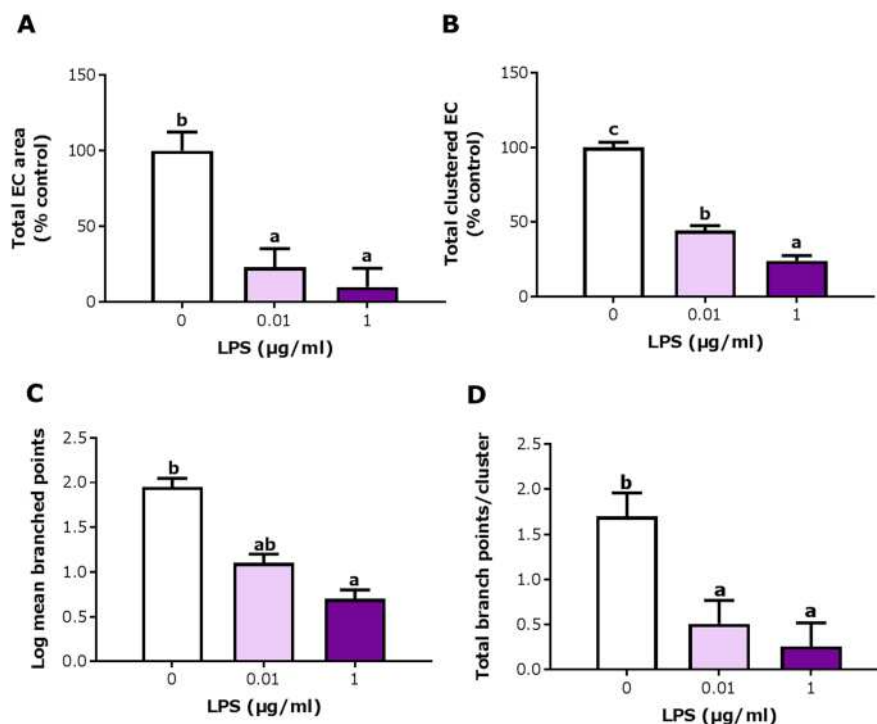 A
Total EC area
(% control)
150
100
50
0
b
a
a
0
0.01
1
LPS (µg/ml)
B
Total clustered EC
(% control)
150
100
50
0
c
b
a
0
0.01
1
LPS (µg/ml)
C
Log mean branched points
2.5
2.0
1.5
1.0
0.5
0.0
b
ab
a
0
0.01
1
LPS (µg/ml)
D
Total branch points/cluster
2.5
2.0
1.5
1.0
0.5
0.0
b
a
a
0
0.01
1
LPS (µg/ml)